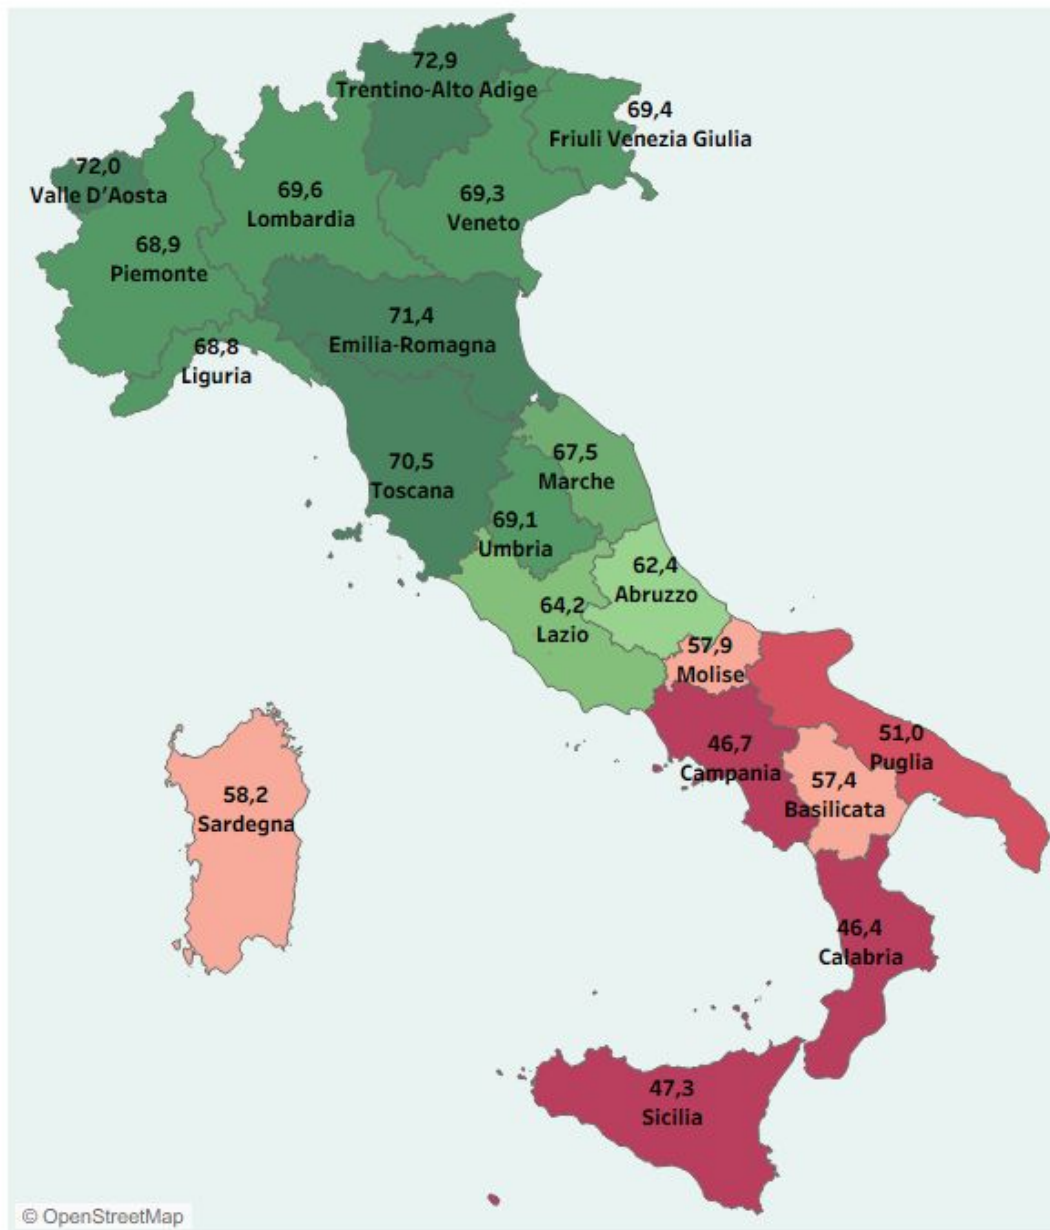 72,9
Trentino-Alto Adige
69,4
Friuli Venezia Giulia
72,0
Valle D’Aosta
69,6
Lombardia
69,3
Veneto
68,9
Piemonte
71,4
Emilia-Romagna
68,8
Liguria
70,5
Toscana
67,5
Marche
69,1
Umbria
62,4
Abruzzo
64,2
Lazio
57,9
Molise
51,0
Puglia
46,7
Campania
57,4
Basilicata
58,2
Sardegna
46,4
Calabria
47,3
Sicilia
© OpenStreetMap